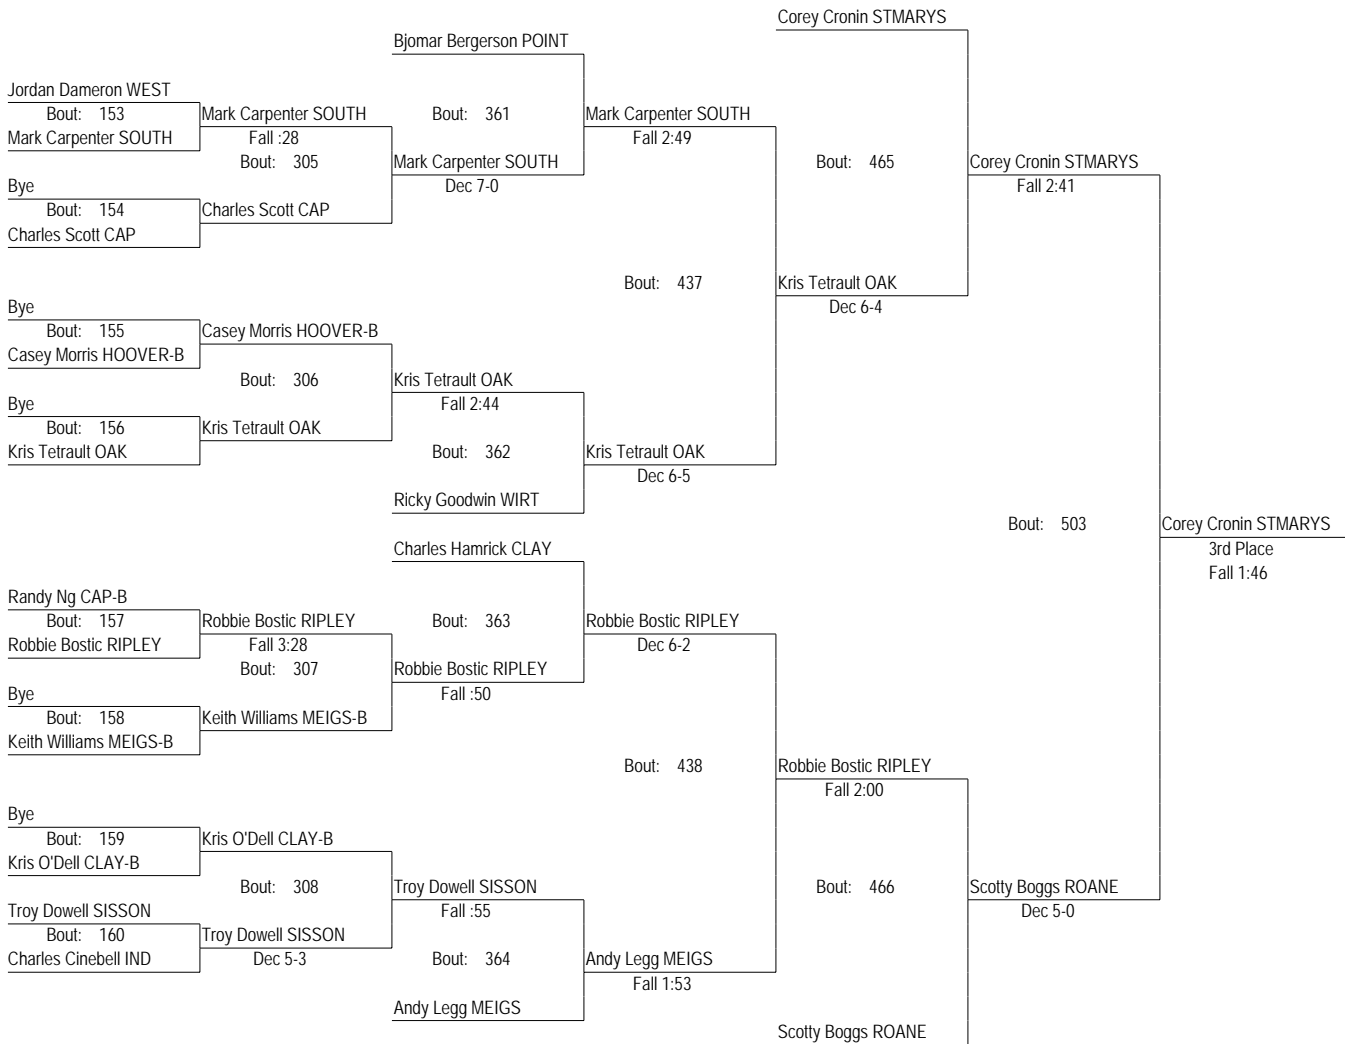 Corey Cronin STMARYS
Bjomar Bergerson POINT
Jordan Dameron WEST
Bout: 153
Mark Carpenter SOUTH
Bout: 361
Mark Carpenter SOUTH
Mark Carpenter SOUTH
Fall :28
Fall 2:49
Bout: 305
Mark Carpenter SOUTH
Bout: 465
Corey Cronin STMARYS
Bye
Dec 7-0
Fall 2:41
Bout: 154
Charles Scott CAP
Charles Scott CAP
Bout: 437
Kris Tetrault OAK
Bye
Dec 6-4
Bout: 155
Casey Morris HOOVER-B
Casey Morris HOOVER-B
Bout: 306
Kris Tetrault OAK
Bye
Fall 2:44
Bout: 156
Kris Tetrault OAK
Kris Tetrault OAK
Bout: 362
Kris Tetrault OAK
Dec 6-5
Ricky Goodwin WIRT
Bout: 503
Corey Cronin STMARYS
Charles Hamrick CLAY
3rd Place
Fall 1:46
Randy Ng CAP-B
Bout: 157
Robbie Bostic RIPLEY
Bout: 363
Robbie Bostic RIPLEY
Robbie Bostic RIPLEY
Fall 3:28
Dec 6-2
Bout: 307
Robbie Bostic RIPLEY
Bye
Fall :50
Bout: 158
Keith Williams MEIGS-B
Keith Williams MEIGS-B
Bout: 438
Robbie Bostic RIPLEY
Fall 2:00
Bye
Bout: 159
Kris O'Dell CLAY-B
Kris O'Dell CLAY-B
Bout: 308
Troy Dowell SISSON
Bout: 466
Scotty Boggs ROANE
Troy Dowell SISSON
Fall :55
Dec 5-0
Bout: 160
Troy Dowell SISSON
Charles Cinebell IND
Dec 5-3
Bout: 364
Andy Legg MEIGS
Fall 1:53
Andy Legg MEIGS
Scotty Boggs ROANE